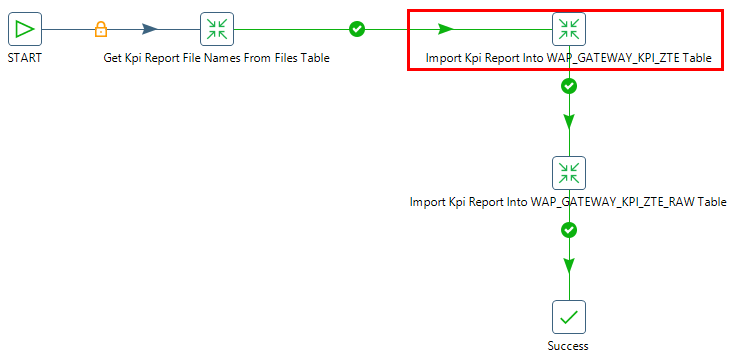 START
Get Kpi Report File Names From Files Table
Import Kpi Report Into WAP_GATEWAY_KPI_ZTE Table
Import Kpi Report Into WAP_GATEWAY_KPI_ZTE_RAW Table
Success